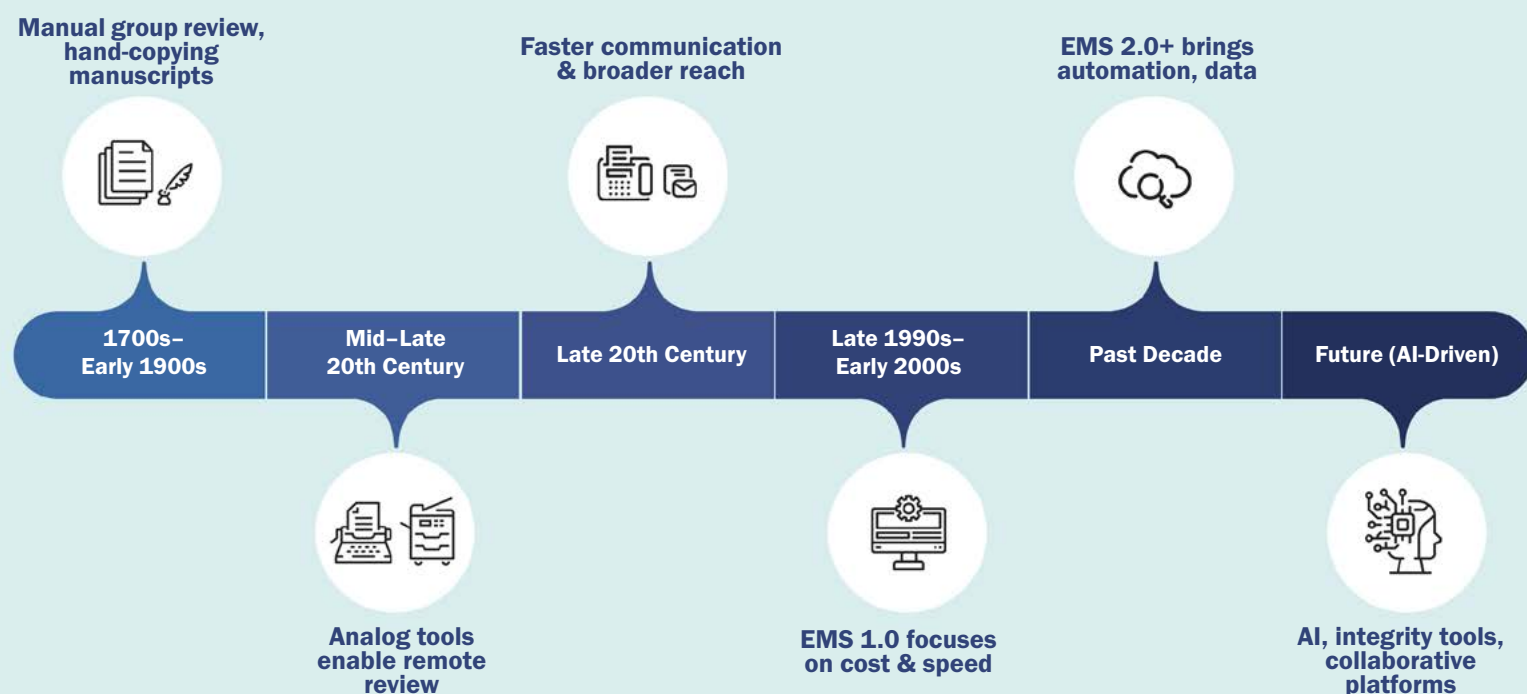 Manual group review,
hand-copying
manuscripts
Faster communication
& broader reach
EMS 2.0+ brings
automation, data
1700s–
Early 1900s
Mid–Late
20th Century
Late 20th Century
Late 1990s–
Early 2000s
Past Decade
Future (AI-Driven)
Analog tools
enable remote
review
EMS 1.0 focuses
on cost & speed
AI, integrity tools,
collaborative
platforms